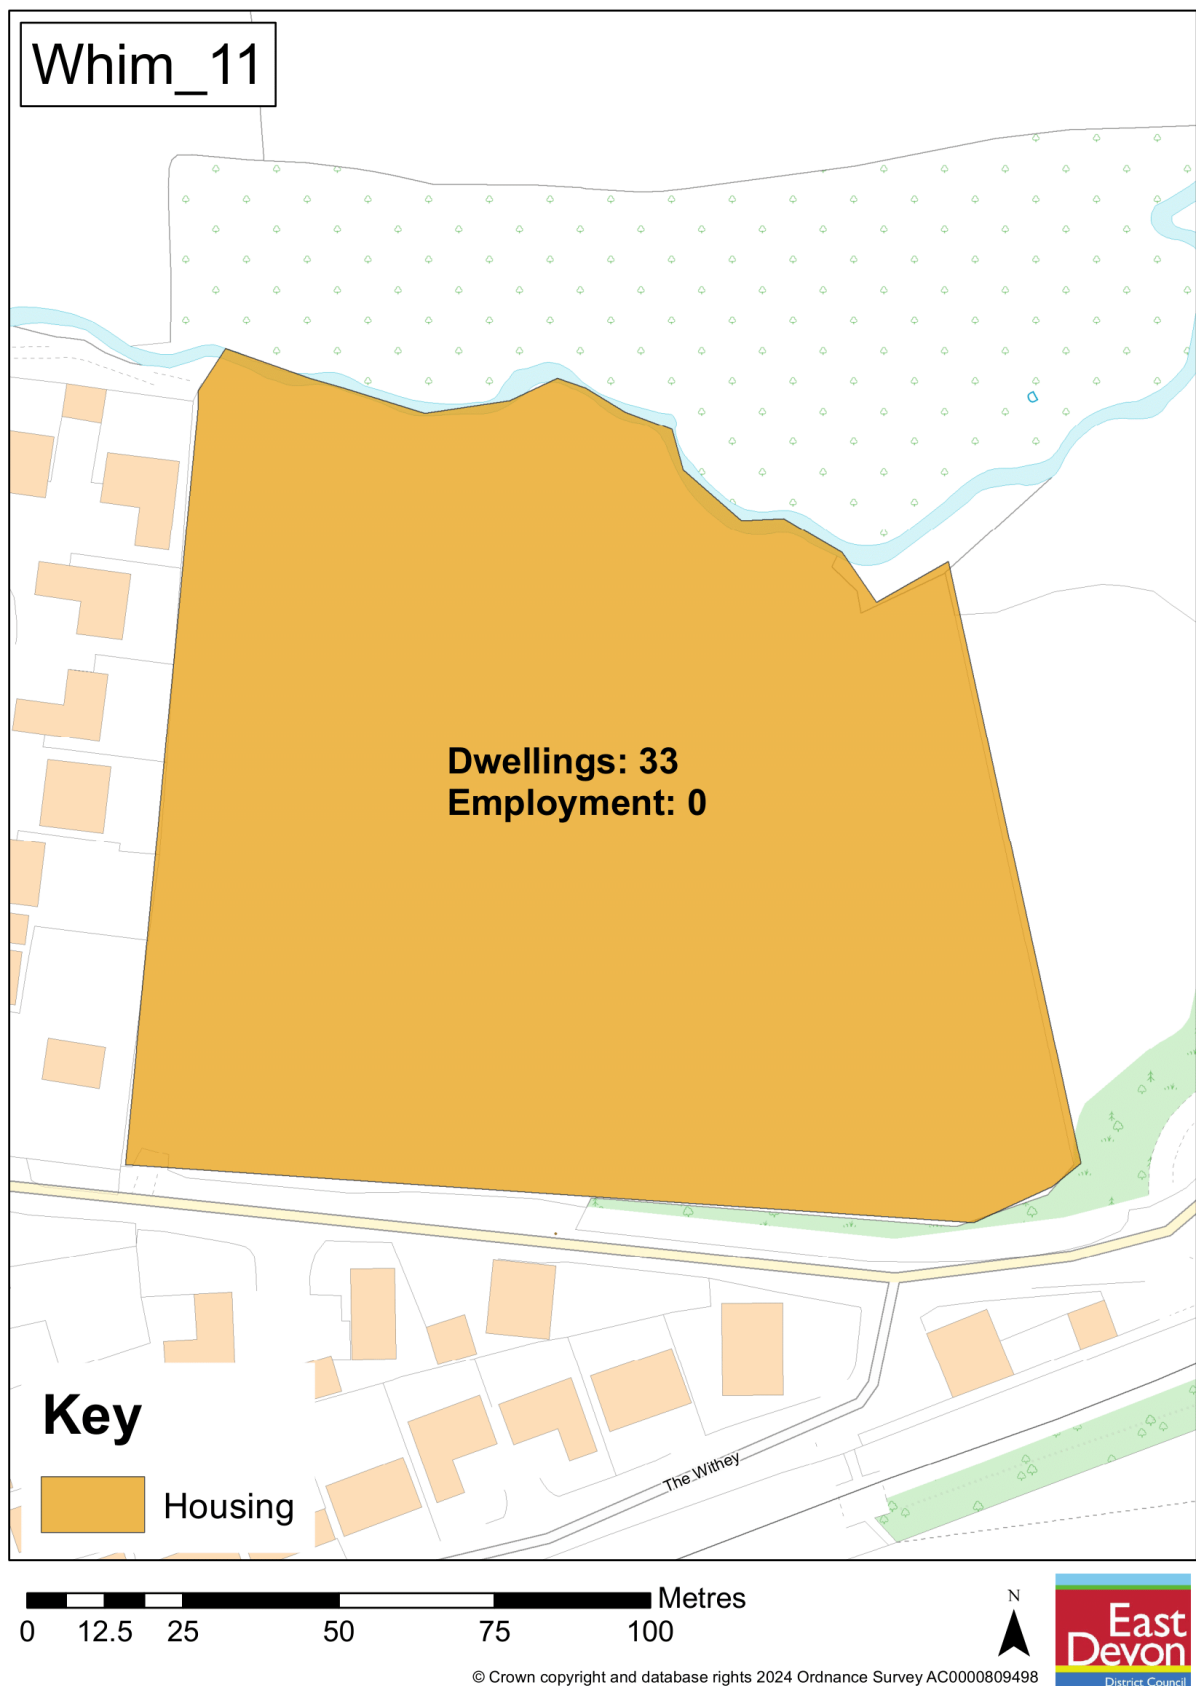 Whim_11
Dwellings: 33
Employment: 0
The Withey
Key
Housing
Metres
0 12.5 25 50 75 100
N
East
Devon
District Council
© Crown copyright and database rights 2024 Ordnance Survey AC0000809498